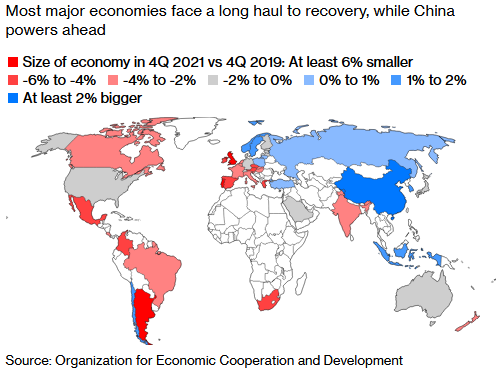 Most major economies face a long haul to recovery, while China
powers ahead
Size of economy in 4Q 2021 vs 4Q 2019: At least 6% smaller
-6% to -4% -4% to -2% -2% to 0% 0% to 1% 1% to 2%
At least 2% bigger
Source: Organization for Economic Cooperation and Development